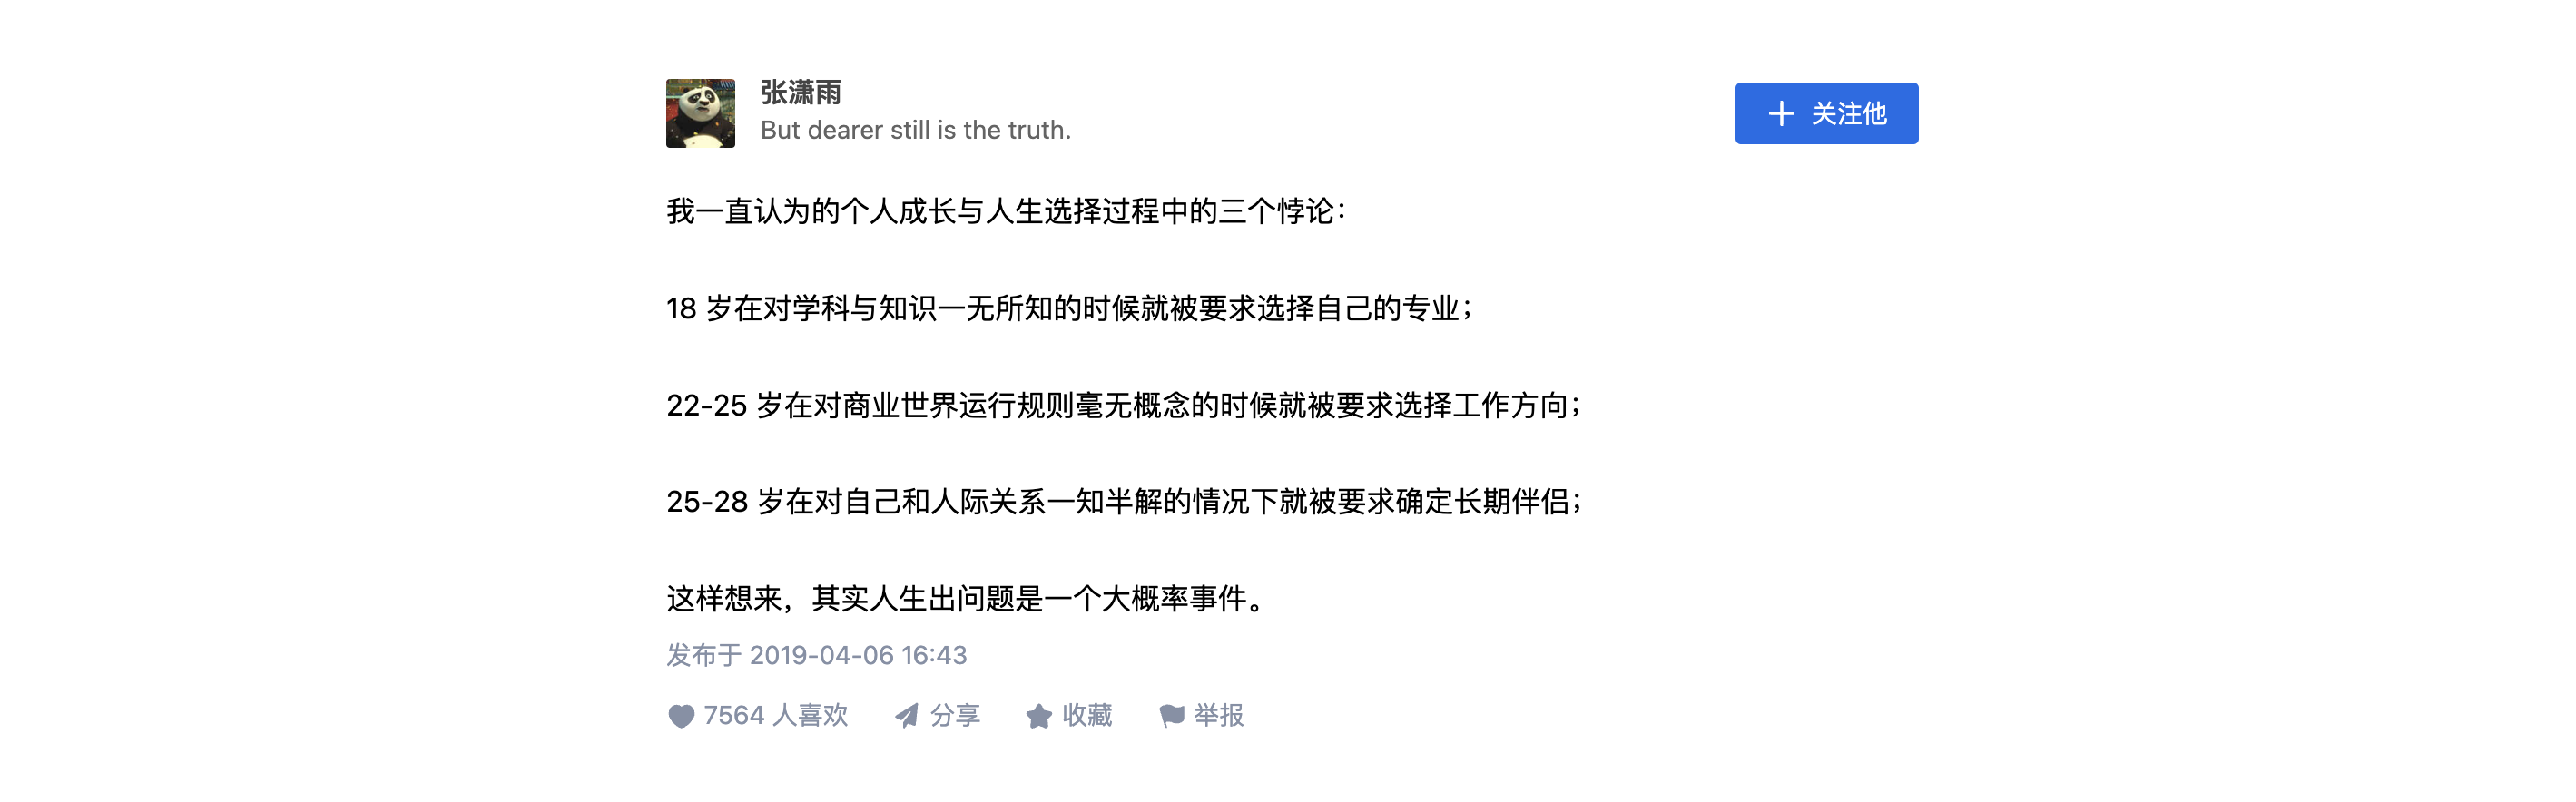 张潇雨
But dearer still is the truth.
关注他
我一直认为的个人成长与人生选择过程中的三个悖论：
18 岁在对学科与知识一无所知的时候就被要求选择自己的专业；
22-25 岁在对商业世界运行规则毫无概念的时候就被要求选择工作方向；
25-28 岁在对自己和人际关系一知半解的情况下就被要求确定长期伴侣；
这样想来，其实人生出问题是一个大概率事件。
发布于 2019-04-06 16:43
7564 人喜欢 分享 收藏 举报